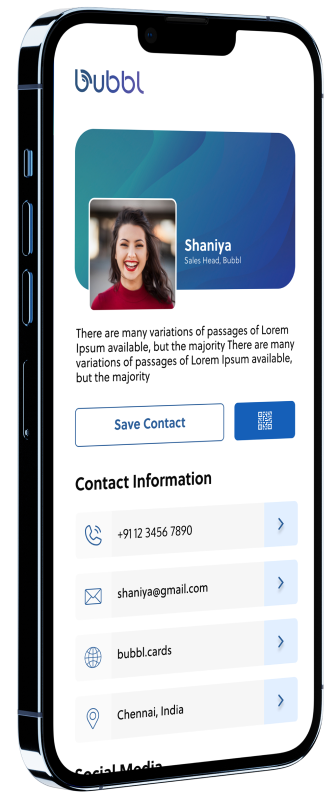 bubbl
Shaniya
Sales Head, Bubbl
There are many variations of passages of Lorem
Ipsum available, but the majority There are many
variations of passages of Lorem Ipsum available,
but the majority
Save Contact
Contact Information
+91 12 3456 7890
shaniya@gmail.com
bubbl.cards
Chennai, India
Social Media